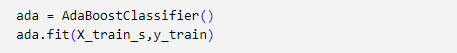 ada = AdaBoostClassifier()
ada.fit(X_train_s,y_train)